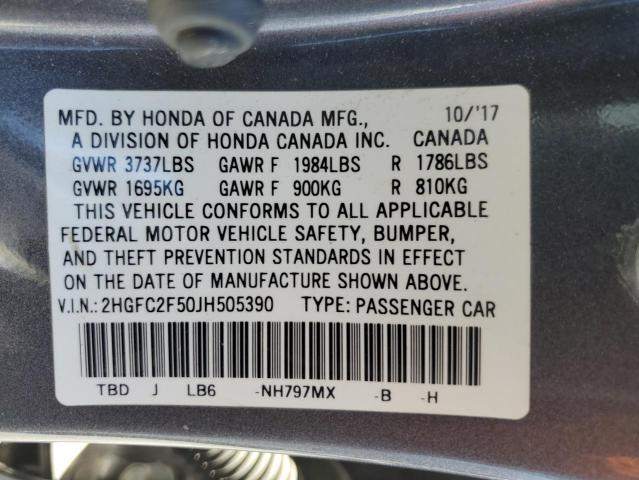 MFD. BY HONDA OF CANADA MFG., 10/'17
A DIVISION OF HONDA CANADA INC. CANADA
GVWR 3737LBS GAWR F 1984LBS R 1786LBS
GVWR 1695KG GAWR F 900KG R 810KG
THIS VEHICLE CONFORMS TO ALL APPLICABLE
FEDERAL MOTOR VEHICLE SAFETY, BUMPER,
AND THEFT PREVENTION STANDARDS IN EFFECT
ON THE DATE OF MANUFACTURE SHOWN ABOVE.
V.I.N.: 2HGFC2F50JH505390 TYPE: PASSENGER CAR
TBD J LB6 -NH797MX -B -H